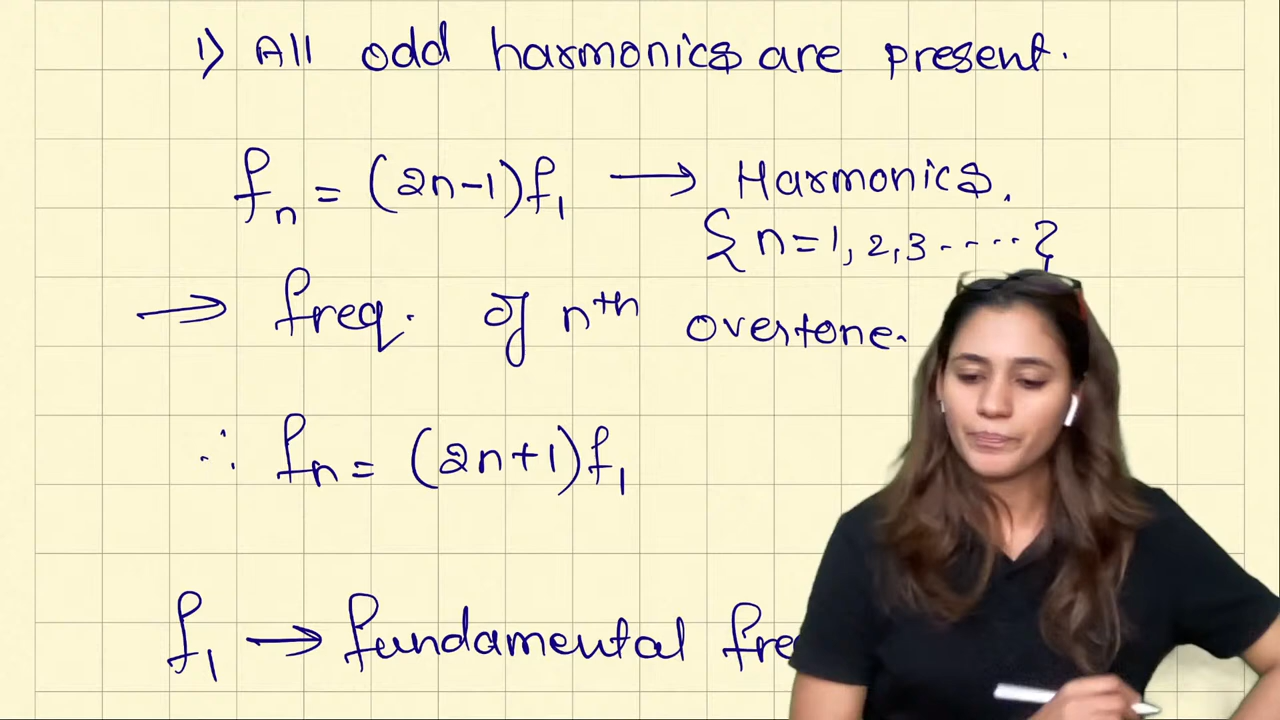 1) All odd harmonics are present.
fn = (2n-1)f1 → Harmonics.
{n=1, 2, 3 ----- }
→ freq. of nth overtone.
∴ fn = (2n+1)f1
f1 → fundamental